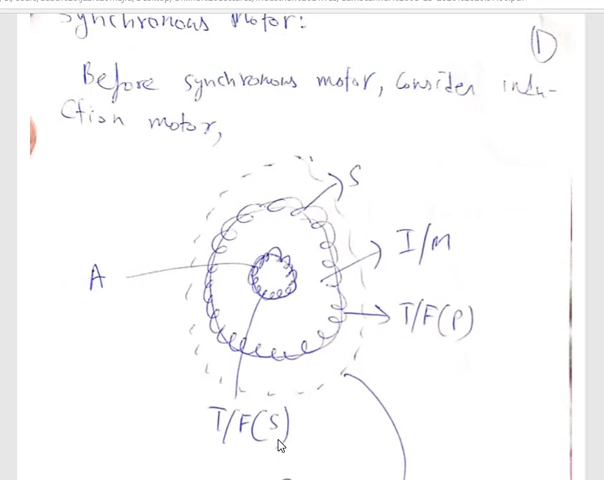 Synchronous Motor:
1
Before synchronous motor, Consider indu-
Ction motor,
S
I/M
A
T/F(P)
T/F(S)